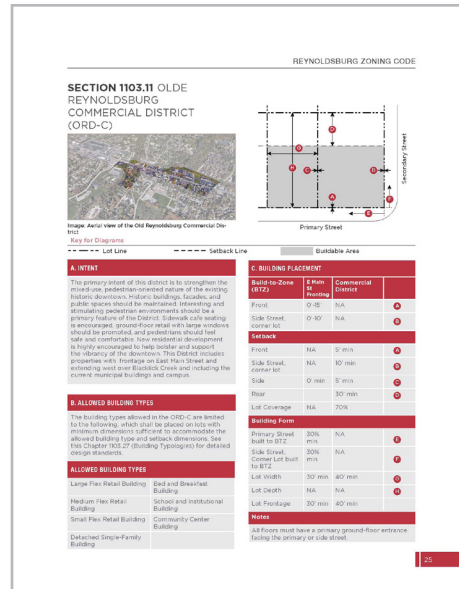 REYNOLDSBURG ZONING CODE
SECTION 1103.11 OLDE
REYNOLDSBURG
COMMERCIAL DISTRICT
(ORD-C)
Image: Aerial view of the Old Reynoldsburg Commercial Dis-
trict
Key for Diagrams
Lot Line
Setback Line
Buildable Area
D
G
H
C
B
A
F
E
Secondary Street
Primary Street
A. INTENT
The primary intent of this district is to strengthen the
mixed-use, pedestrian-oriented nature of the existing
historic downtown. Historic buildings, facades, and
public spaces should be maintained. Interesting and
stimulating pedestrian environments should be a
primary feature of the District. Sidewalk cafe seating
is encouraged, ground-floor retail with large windows
should be promoted, and pedestrians should feel
safe and comfortable. New residential development
is highly encouraged to help bolster and support
the vibrancy of the downtown. This District includes
properties with frontage on East Main Street and
extending west over Blacklick Creek and including the
current municipal buildings and campus.
B. ALLOWED BUILDING TYPES
The building types allowed in the ORD-C are limited
to the following, which shall be placed on lots with
minimum dimensions sufficient to accommodate the
allowed building type and setback dimensions. See
this Chapter 1103.27 (Building Typologies) for detailed
design standards.
ALLOWED BUILDING TYPES
Large Flex Retail Building
Bed and Breakfast
Building
Medium Flex Retail
Building
School and Institutional
Building
Small Flex Retail Building
Community Center
Building
Detached Single-Family
Building
C. BUILDING PLACEMENT
Build-to-Zone
(BTZ)
E Main
St
Fronting
Commercial
District
Front 0'-15' NA A
Side Street,
corner lot
0'-10' NA B
Setback
Front NA 5' min A
Side Street,
corner lot
NA 10' min B
Side 0' min 5' min C
Rear 30' min D
Lot Coverage NA 70%
Building Form
Primary Street
built to BTZ
30%
min
NA E
Side Street,
Corner Lot built
to BTZ
30%
min
NA F
Lot Width 30' min 40' min G
Lot Depth NA NA H
Lot Frontage 30' min 40' min
Notes
All floors must have a primary ground-floor entrance
facing the primary or side street.
25